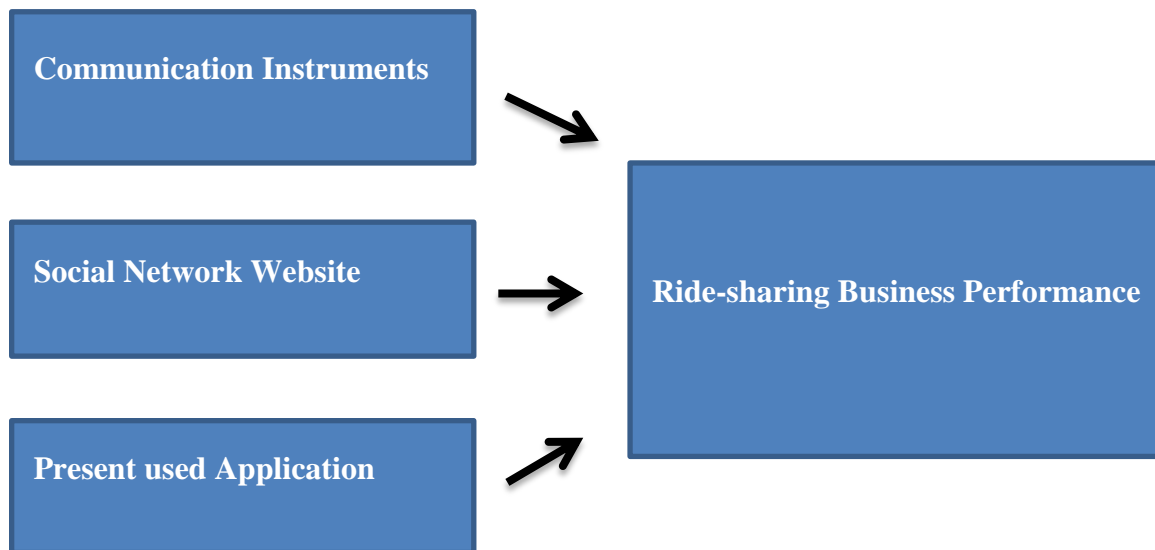 Communication Instruments
Social Network Website
Ride-sharing Business Performance
Present used Application